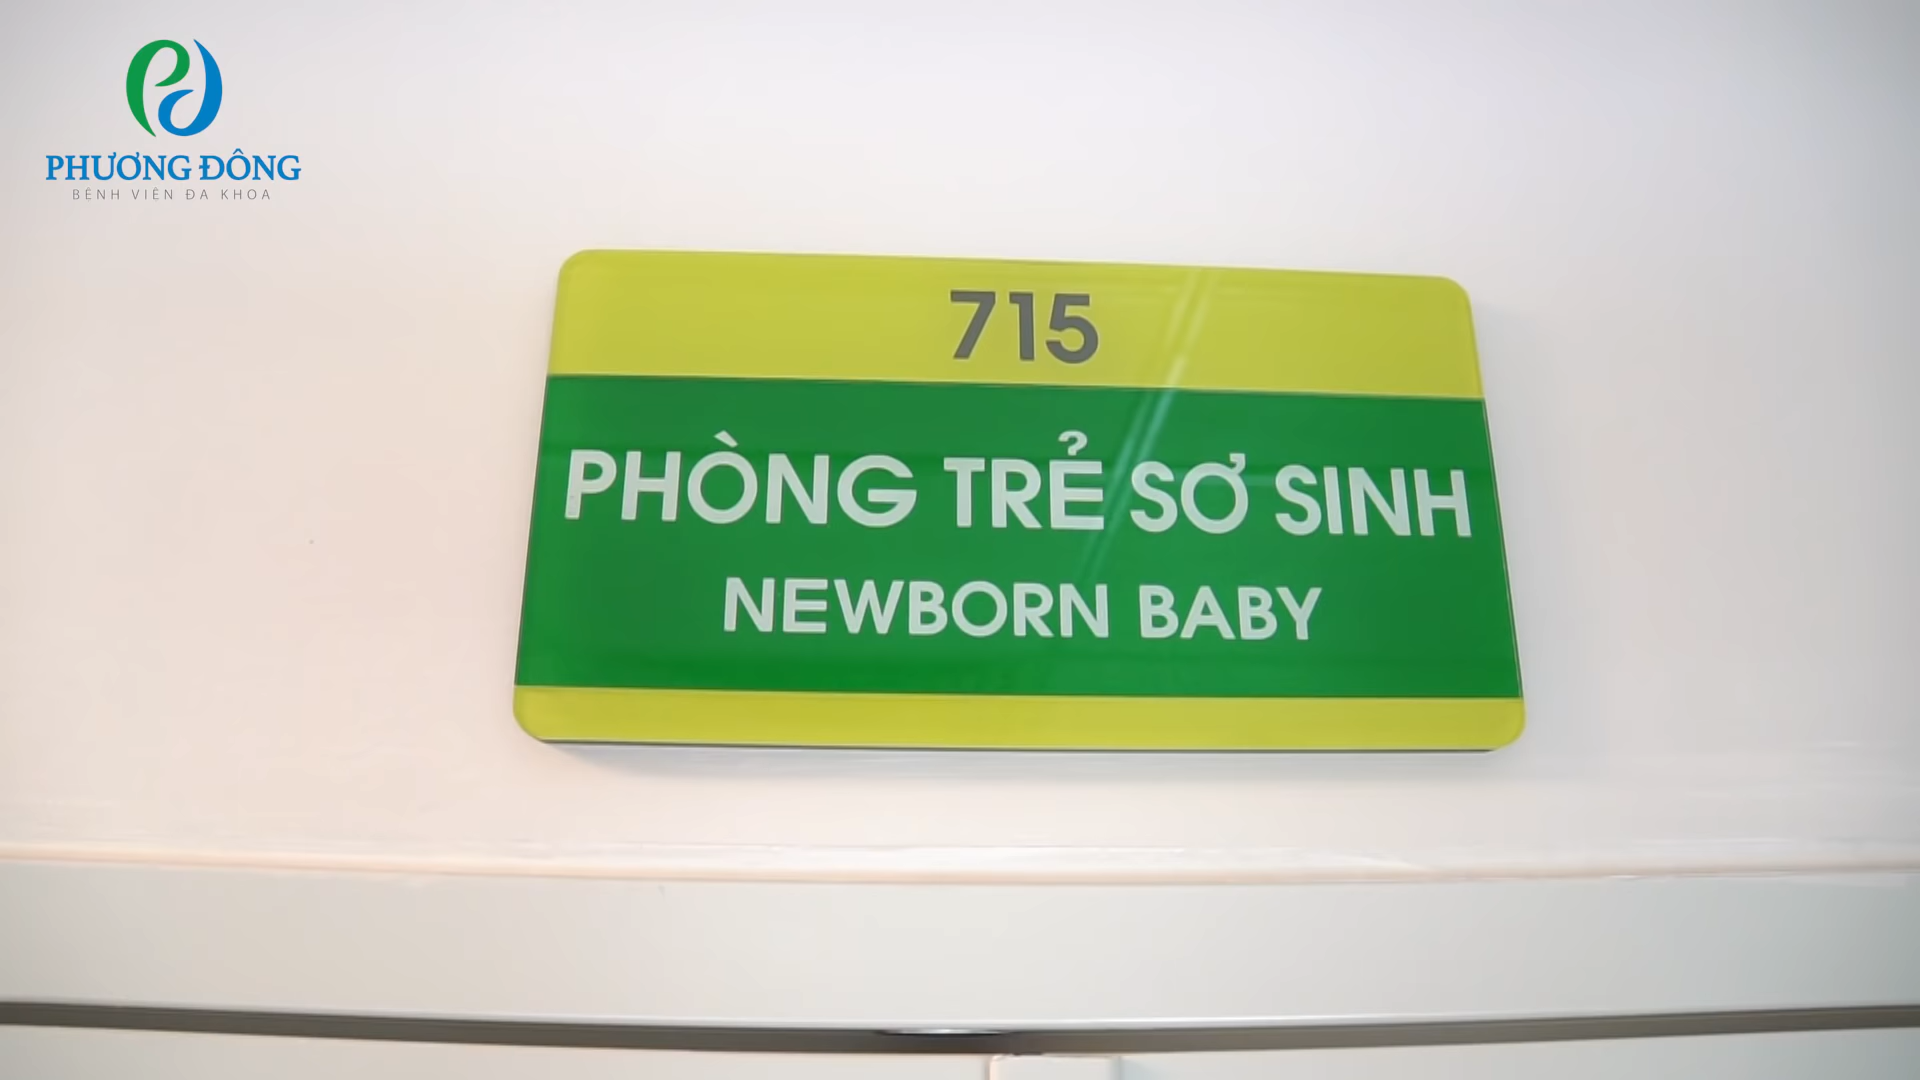 PHƯƠNG ĐÔNG
BỆNH VIỆN ĐA KHOA
715
PHÒNG TRẺ SƠ SINH
NEWBORN BABY